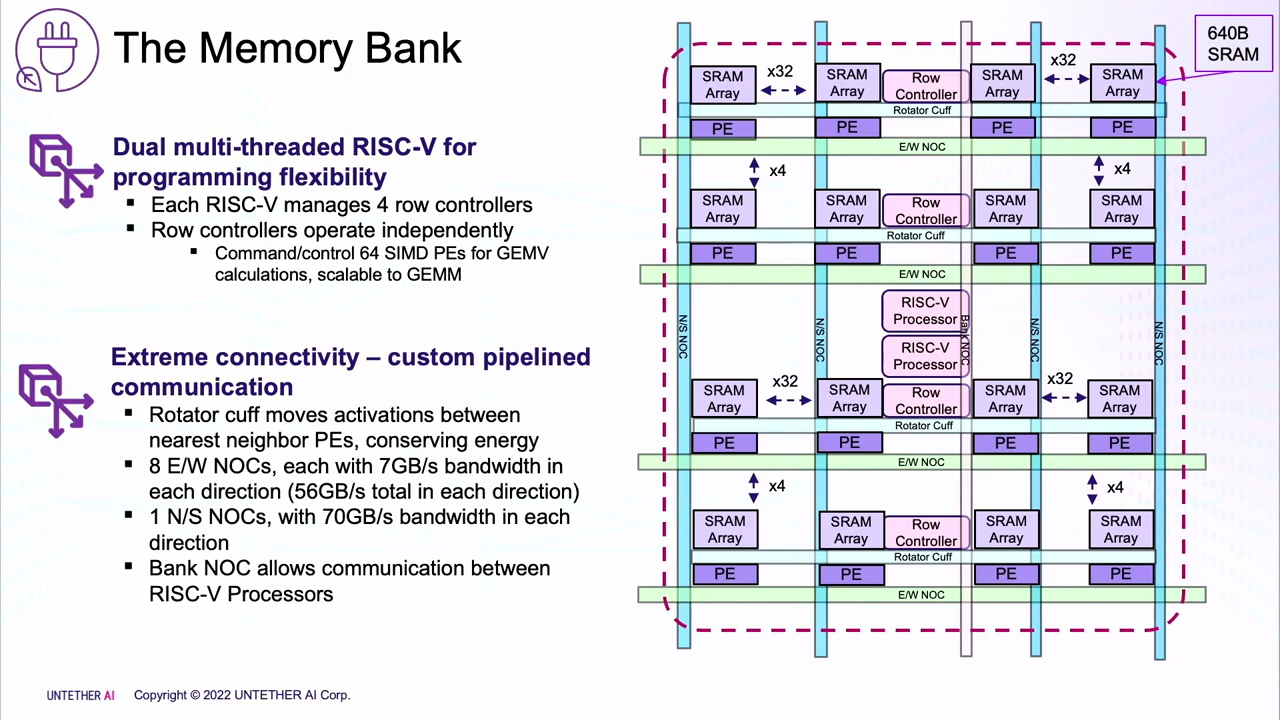 The Memory Bank
Dual multi-threaded RISC-V for
programming flexibility
▪ Each RISC-V manages 4 row controllers
▪ Row controllers operate independently
▪ Command/control 64 SIMD PEs for GEMV
calculations, scalable to GEMM
Extreme connectivity – custom pipelined
communication
▪ Rotator cuff moves activations between
nearest neighbor PEs, conserving energy
▪ 8 E/W NOCs, each with 7GB/s bandwidth in
each direction (56GB/s total in each direction)
▪ 1 N/S NOCs, with 70GB/s bandwidth in each
direction
▪ Bank NOC allows communication between
RISC-V Processors
640B
SRAM
SRAM
Array
x32
SRAM
Array
Row
Controller
SRAM
Array
x32
SRAM
Array
Rotator Cuff
PE
PE
PE
PE
E/W NOC
x4
x4
SRAM
Array
SRAM
Array
Row
Controller
SRAM
Array
SRAM
Array
Rotator Cuff
PE
PE
PE
PE
E/W NOC
N/S NOC
N/S NOC
RISC-V
Processor
RISC-V
Processor
Bank NOC
N/S NOC
N/S NOC
SRAM
Array
x32
SRAM
Array
Row
Controller
SRAM
Array
x32
SRAM
Array
Rotator Cuff
PE
PE
PE
PE
E/W NOC
x4
x4
SRAM
Array
SRAM
Array
Row
Controller
SRAM
Array
SRAM
Array
Rotator Cuff
PE
PE
PE
PE
E/W NOC
UNTETHER AI
Copyright © 2022 UNTETHER AI Corp.